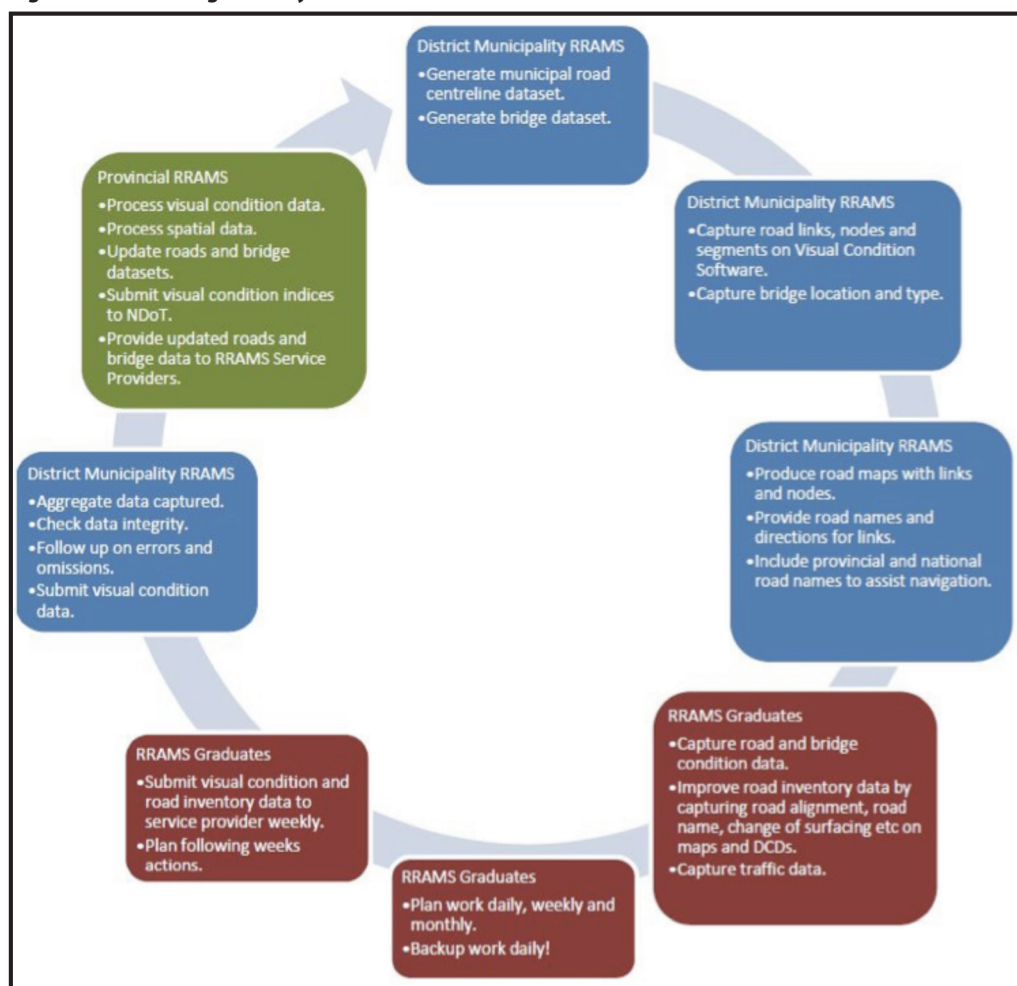 District Municipality RRAMS
•Generate municipal road
centreline dataset.
•Generate bridge dataset.
District Municipality RRAMS
•Capture road links, nodes and
segments on Visual Condition
Software.
•Capture bridge location and type.
District Municipality RRAMS
•Produce road maps with links
and nodes.
•Provide road names and
directions for links.
•Include provincial and national
road names to assist navigation.
RRAMS Graduates
•Capture road and bridge
condition data.
•Improve road inventory data by
capturing road alignment, road
name, change of surfacing etc on
maps and DCDs.
•Capture traffic data.
RRAMS Graduates
•Plan work daily, weekly and
monthly.
•Backup work daily!
RRAMS Graduates
•Submit visual condition and
road inventory data to
service provider weekly.
•Plan following weeks
actions.
District Municipality RRAMS
•Aggregate data captured.
•Check data integrity.
•Follow up on errors and
omissions.
•Submit visual condition
data.
Provincial RRAMS
•Process visual condition data.
•Process spatial data.
•Update roads and bridge
datasets.
•Submit visual condition indices
to NDoT.
•Provide updated roads and
bridge data to RRAMS Service
Providers.